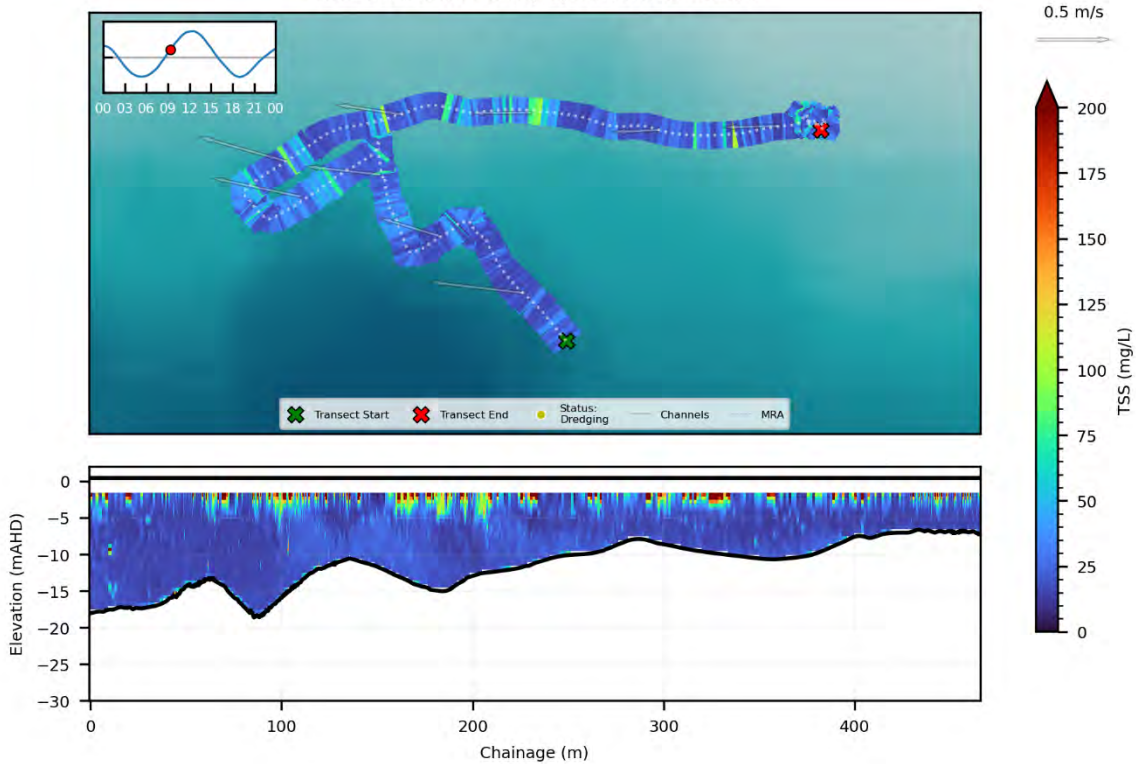 0.5 m/s
00 03 06 09 12 15 18 21 00
Transect Start
Transect End
Status:
Dredging
Channels
MRA
200
175
150
125
100
75
50
25
0
TSS (mg/L)
0
−5
−10
−15
−20
−25
−30
Elevation (mAHD)
0 100 200 300 400
Chainage (m)